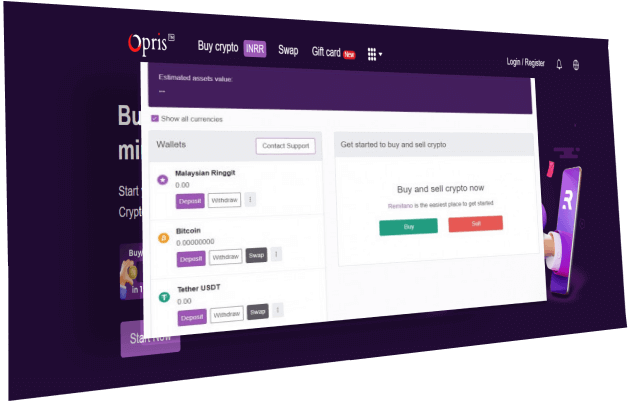 Opris™
Buy crypto INRR Swap Gift card New
Login / Register
Estimated assets value:
---
Show all currencies
Wallets
Contact Support
Malaysian Ringgit
0.00
Deposit Withdraw
Bitcoin
0.00000000
Deposit Withdraw Swap
Tether USDT
0.00
Deposit Withdraw Swap
Get started to buy and sell crypto
Buy and sell crypto now
Remitano is the easiest place to get started
Buy Sell
Bu
mi
Start
Crypt
Buy
in 1
Start Now